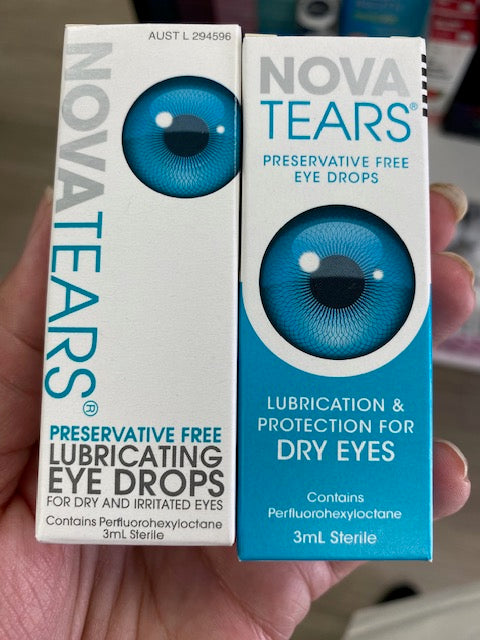 AUST L 294596
NOVATEARS®
PRESERVATIVE FREE
LUBRICATING
EYE DROPS
FOR DRY AND IRRITATED EYES
Contains Perfluorohexyloctane
3mL Sterile
NOVA
TEARS®
PRESERVATIVE FREE
EYE DROPS
LUBRICATION &
PROTECTION FOR
DRY EYES
Contains
Perfluorohexyloctane
3mL Sterile